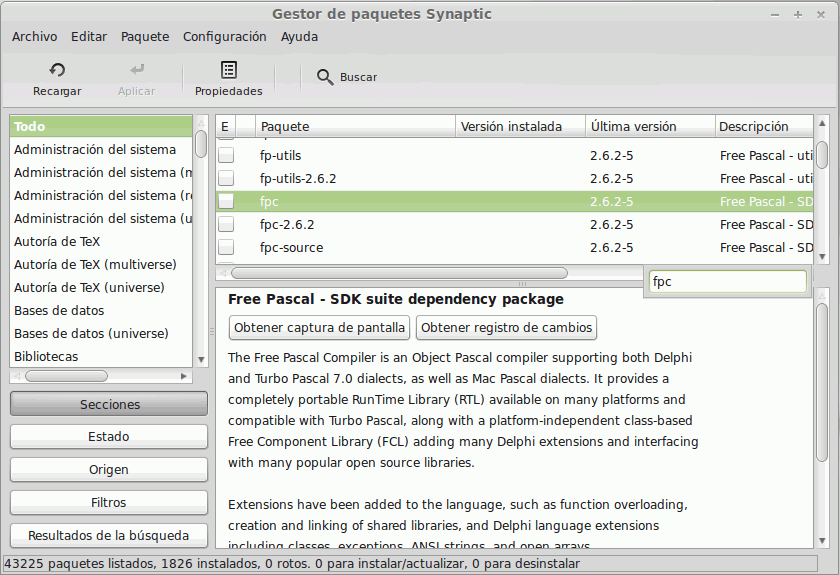 Gestor de paquetes Synaptic
Archivo Editar Paquete Configuración Ayuda
Recargar Aplicar Propiedades Buscar
Todo
Administración del sistema
Administración del sistema (m
Administración del sistema (re
Administración del sistema (u
Autoría de TeX
Autoría de TeX (multiverse)
Autoría de TeX (universe)
Bases de datos
Bases de datos (universe)
Bibliotecas
Secciones
Estado
Origen
Filtros
Resultados de la búsqueda
E Paquete Versión instalada Última versión Descripción
fp-utils 2.6.2-5 Free Pascal - uti
fp-utils-2.6.2 2.6.2-5 Free Pascal - uti
fpc 2.6.2-5 Free Pascal - SD
fpc-2.6.2 2.6.2-5 Free Pascal - SD
fpc-source 2.6.2-5 Free Pascal - SD
fpc
Free Pascal - SDK suite dependency package
Obtener captura de pantalla Obtener registro de cambios
The Free Pascal Compiler is an Object Pascal compiler supporting both Delphi
and Turbo Pascal 7.0 dialects, as well as Mac Pascal dialects. It provides a
completely portable RunTime Library (RTL) available on many platforms and
compatible with Turbo Pascal, along with a platform-independent class-based
Free Component Library (FCL) adding many Delphi extensions and interfacing
with many popular open source libraries.
Extensions have been added to the language, such as function overloading,
creation and linking of shared libraries, and Delphi language extensions
including classes, exceptions, ANSI strings, and open arrays.
43225 paquetes listados, 1826 instalados, 0 rotos. 0 para instalar/actualizar, 0 para desinstalar